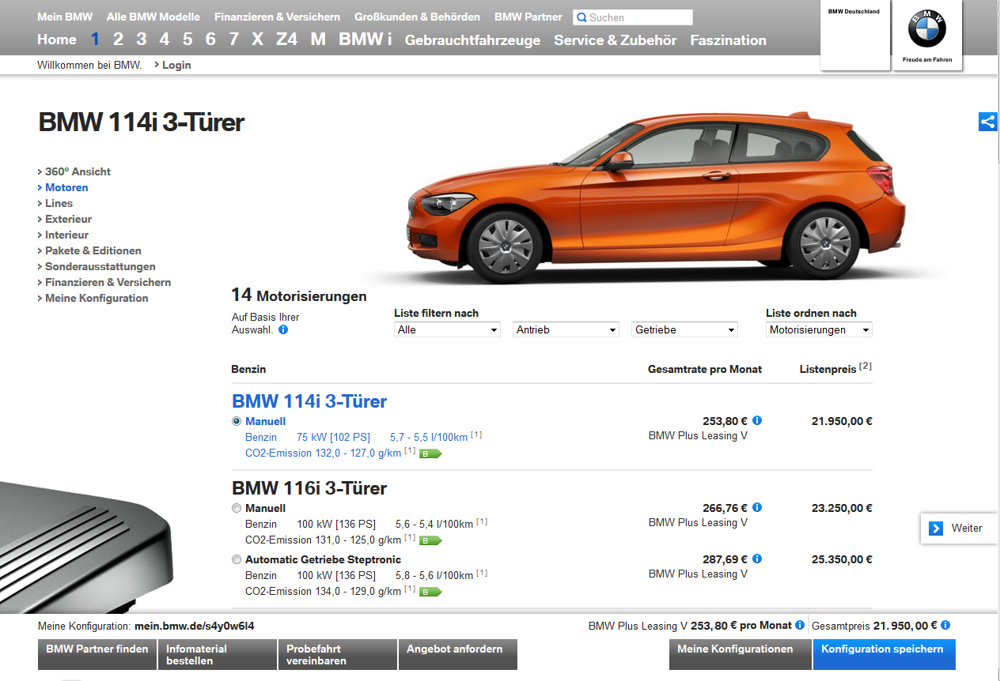 Mein BMW Alle BMW Modelle Finanzieren & Versichern Großkunden & Behörden BMW Partner Suchen
Home 1 2 3 4 5 6 7 X Z4 M BMW i Gebrauchtfahrzeuge Service & Zubehör Faszination
Willkommen bei BMW. Login
BMW Deutschland
BMW
Freude am Fahren
BMW 114i 3-Türer
360° Ansicht
Motoren
Lines
Exterieur
Interieur
Pakete & Editionen
Sonderausstattungen
Finanzieren & Versichern
Meine Konfiguration
14 Motorisierungen
Auf Basis Ihrer
Auswahl. i
Liste filtern nach Liste ordnen nach
Alle Antrieb Getriebe Motorisierungen
Benzin Gesamtrate pro Monat Listenpreis [2]
BMW 114i 3-Türer
Manuell 253,80 € i 21.950,00 €
BMW Plus Leasing V
Benzin 75 kW [102 PS] 5,7 - 5,5 l/100km [1]
CO2-Emission 132,0 - 127,0 g/km [1] B
BMW 116i 3-Türer
Manuell 266,76 € i 23.250,00 €
BMW Plus Leasing V
Benzin 100 kW [136 PS] 5,6 - 5,4 l/100km [1]
CO2-Emission 131,0 - 125,0 g/km [1] B
Automatic Getriebe Steptronic 287,69 € i 25.350,00 €
BMW Plus Leasing V
Benzin 100 kW [136 PS] 5,8 - 5,6 l/100km [1]
CO2-Emission 134,0 - 129,0 g/km [1] B
Weiter
Meine Konfiguration: mein.bmw.de/s4y0w6l4 BMW Plus Leasing V 253,80 € pro Monat i Gesamtpreis 21.950,00 € i
BMW Partner finden
Infomaterial
bestellen
Probefahrt
vereinbaren
Angebot anfordern
Meine Konfigurationen
Konfiguration speichern